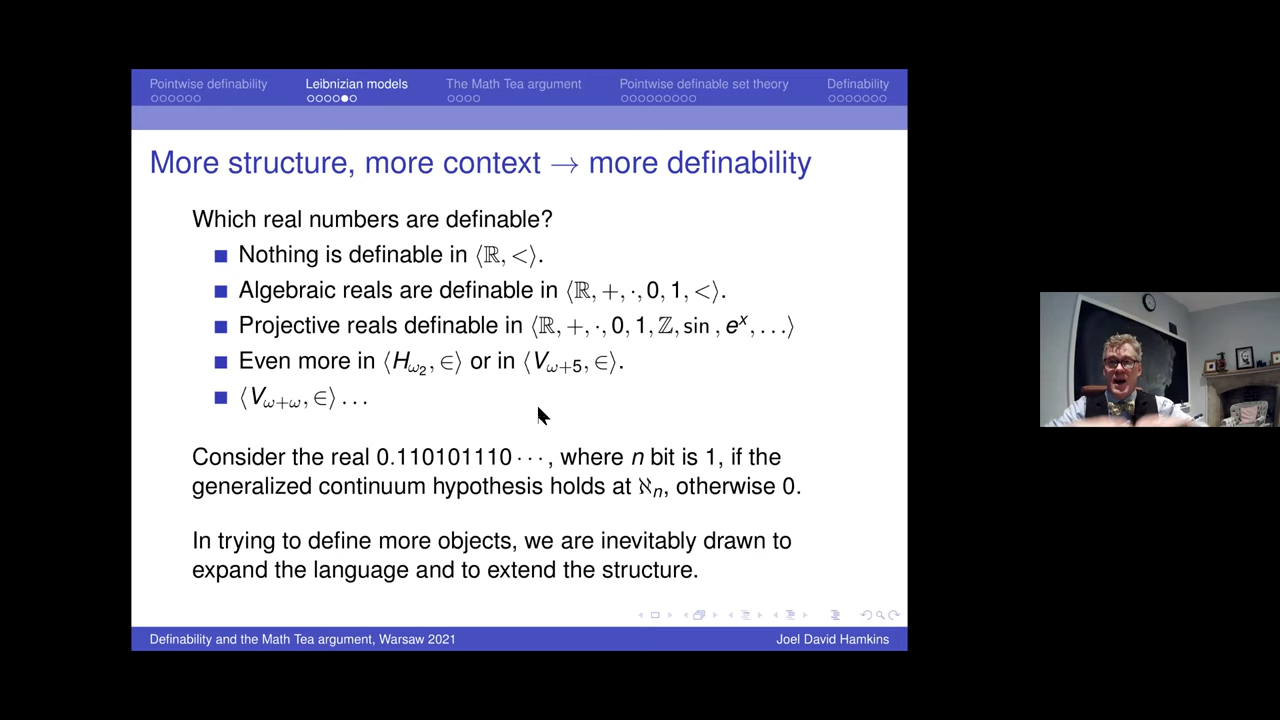 Pointwise definability Leibnizian models The Math Tea argument Pointwise definable set theory Definability
More structure, more context → more definability
Which real numbers are definable?
Nothing is definable in ⟨ℝ, <⟩.
Algebraic reals are definable in ⟨ℝ, +, ·, 0, 1, <⟩.
Projective reals definable in ⟨ℝ, +, ·, 0, 1, ℤ, sin, eˣ, …⟩
Even more in ⟨H_ω₂, ∈⟩ or in ⟨V_ω+5, ∈⟩.
⟨V_ω+ω, ∈⟩ …
Consider the real 0.110101110 ···, where n bit is 1, if the
generalized continuum hypothesis holds at ℵₙ, otherwise 0.
In trying to define more objects, we are inevitably drawn to
expand the language and to extend the structure.
Definability and the Math Tea argument, Warsaw 2021 Joel David Hamkins